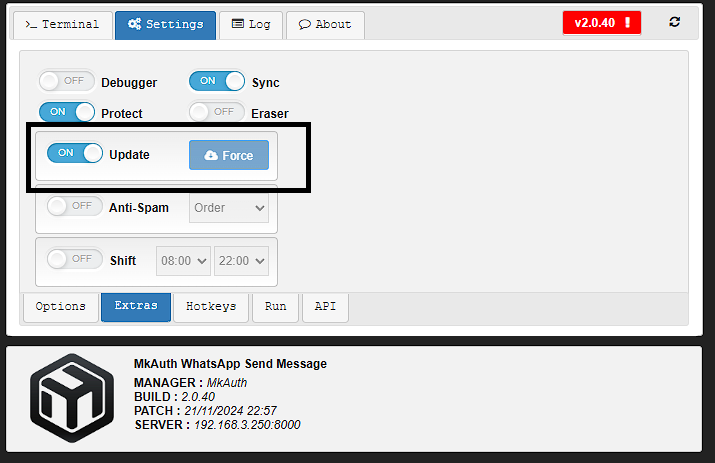 >_ Terminal Settings Log About v2.0.40 !
OFF Debugger ON Sync
ON Protect OFF Eraser
ON Update Force
OFF Anti-Spam Order
OFF Shift 08:00 22:00
Options Extras Hotkeys Run API
MkAuth WhatsApp Send Message
MANAGER : MkAuth
BUILD : 2.0.40
PATCH : 21/11/2024 22:57
SERVER : 192.168.3.250:8000